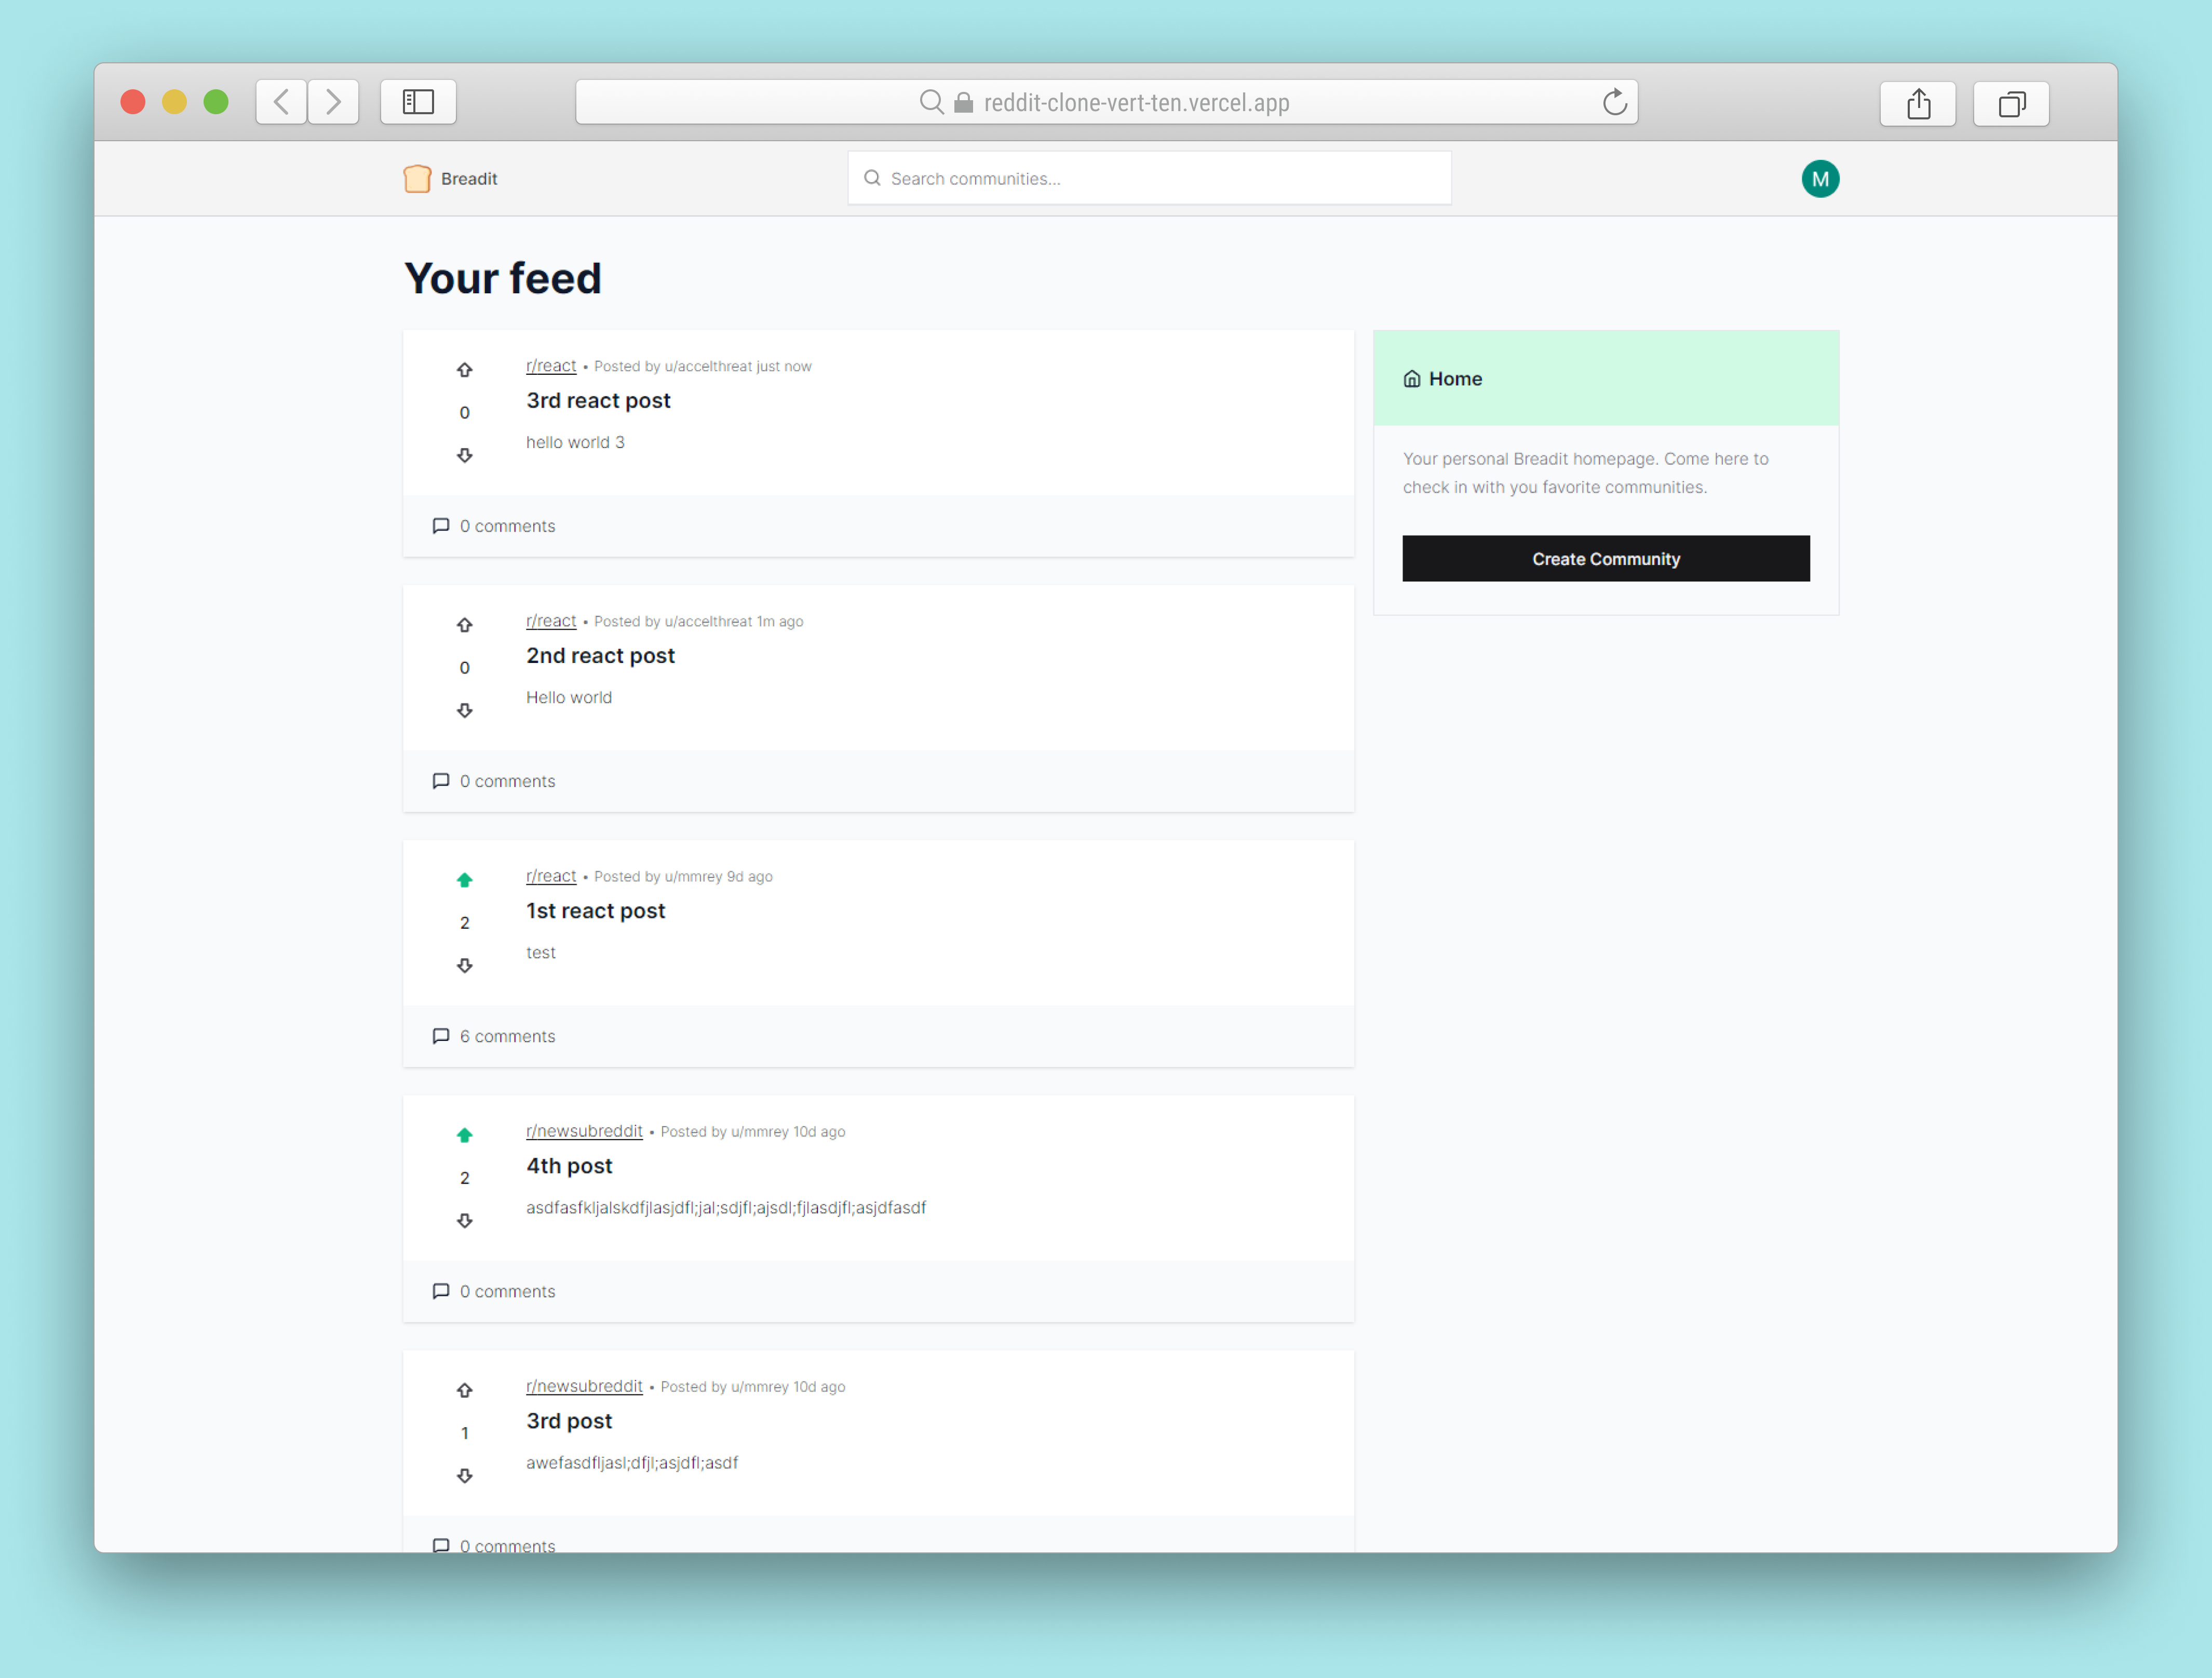 reddit-clone-vert-ten.vercel.app
Breadit
Search communities...
M
Your feed
r/react • Posted by u/accelthreat just now
3rd react post
0
hello world 3
0 comments
Home
Your personal Breadit homepage. Come here to
check in with you favorite communities.
Create Community
r/react • Posted by u/accelthreat 1m ago
2nd react post
0
Hello world
0 comments
r/react • Posted by u/mmrey 9d ago
1st react post
2
test
6 comments
r/newsubreddit • Posted by u/mmrey 10d ago
4th post
2
asdfasfkljalskdfjlasjdfl;jal;sdjfl;ajsdl;fjlasdjfl;asjdfasdf
0 comments
r/newsubreddit • Posted by u/mmrey 10d ago
3rd post
1
awefasdfljasl;dfjl;asjdfl;asdf
0 comments